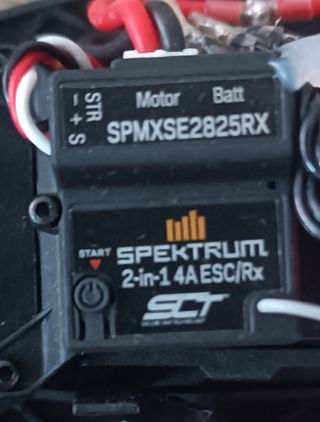 Motor Batt
STR
- + S
SPMXSE2825RX
START
SPEKTRUM
2-in-1 4A ESC/Rx
SCT